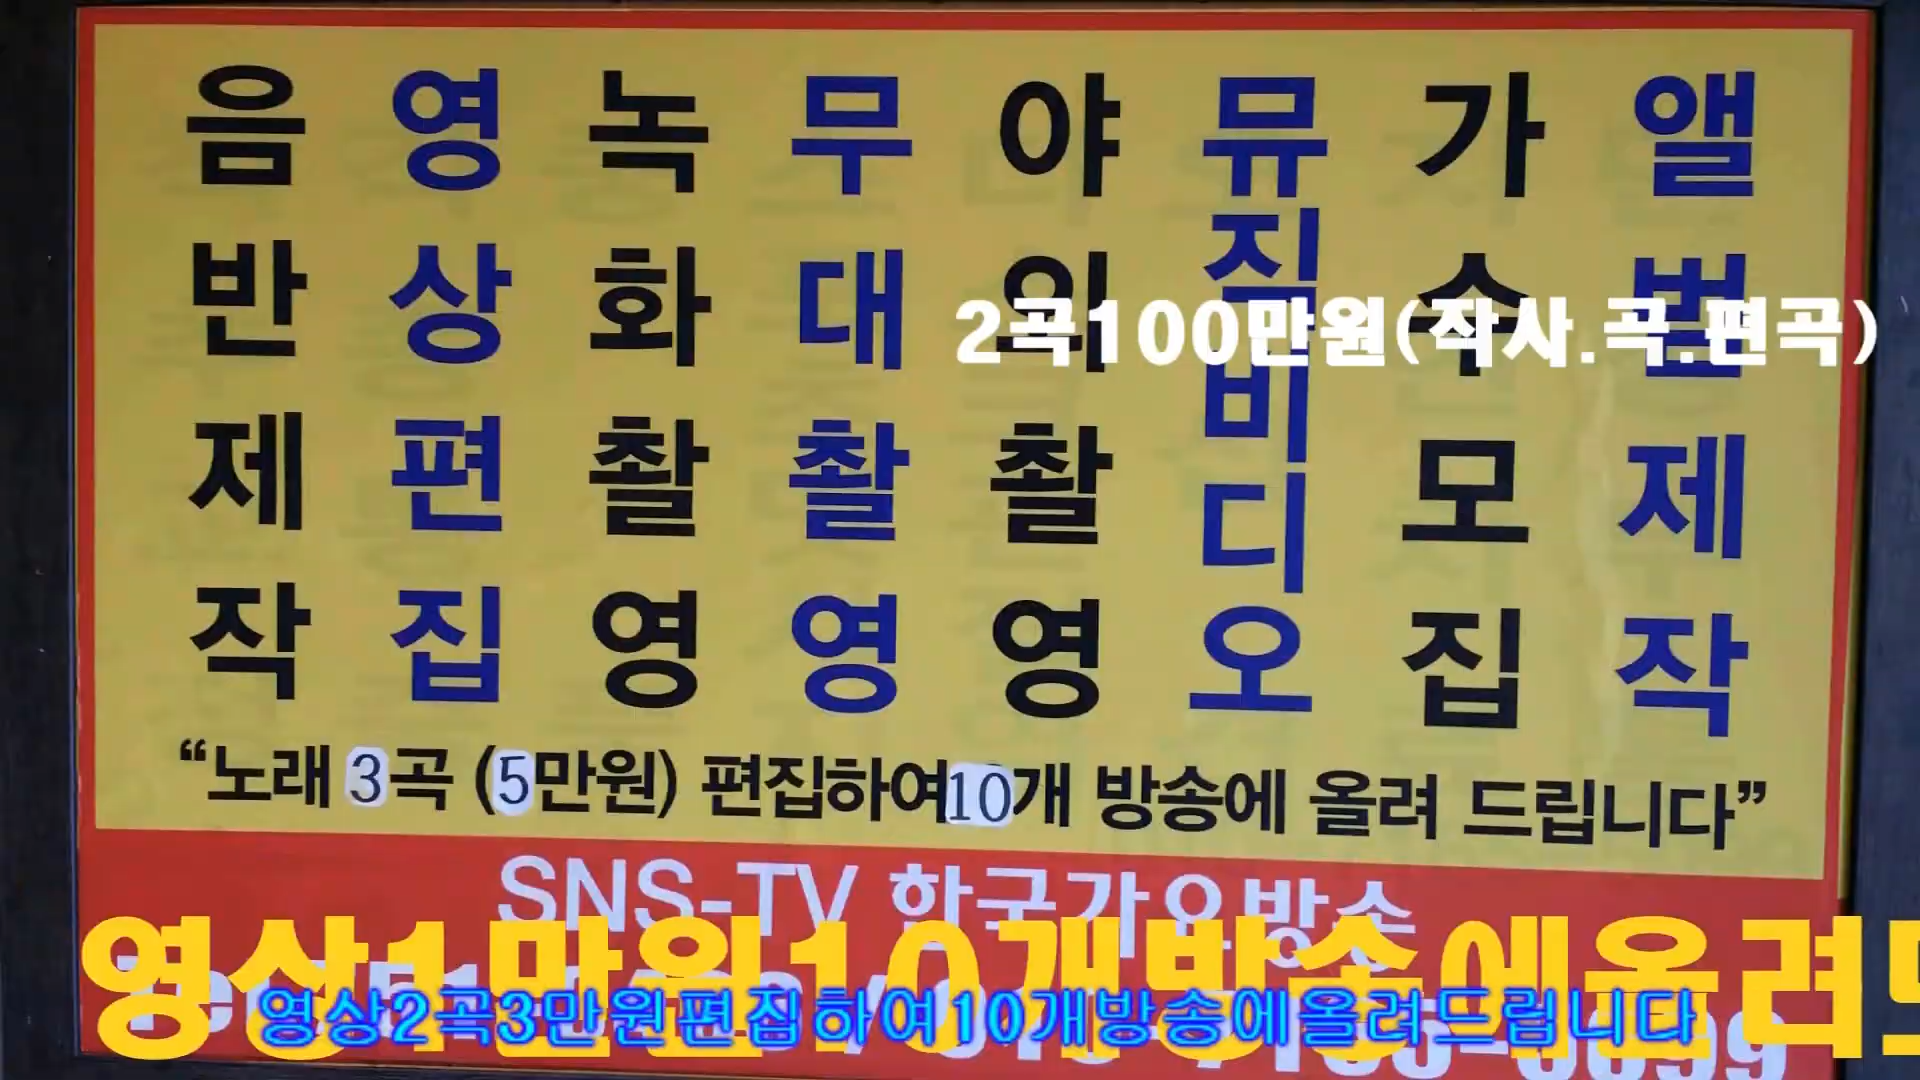 음반제작
영상편집
녹화촬영
무대촬영
야외촬영
뮤직비디오
가수모집
앨범제작
2곡100만원(작사.곡.편곡)
“노래 3곡 (5만원) 편집하여10개 방송에 올려 드립니다”
SNS-TV 한국가요방송
영상1만원10개방송에올려드
영상2곡3만원편집하여10개방송에올려드립니다